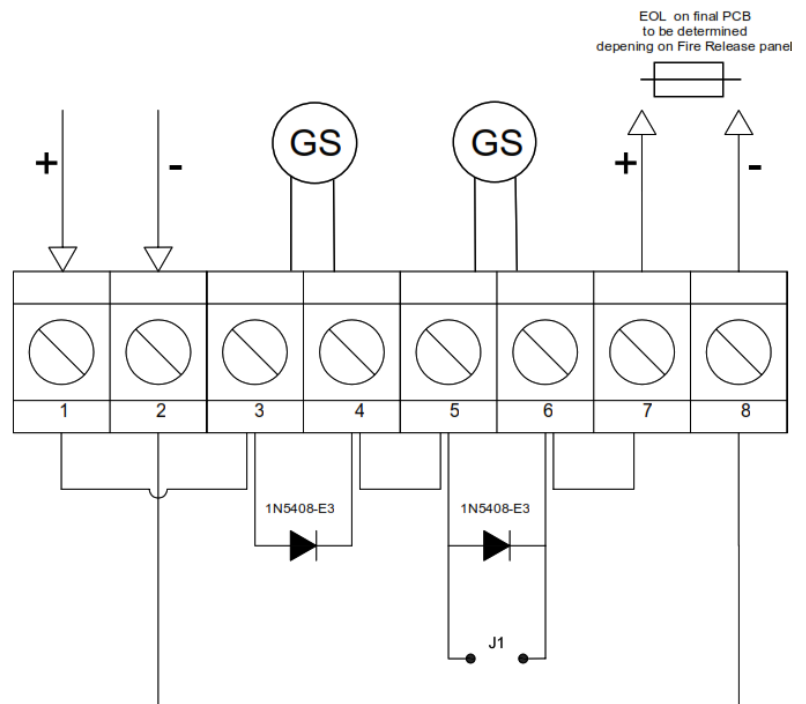 EOL on final PCB
to be determined
depening on Fire Release panel
GS GS
+ - + -
1 2 3 4 5 6 7 8
1N5408-E3 1N5408-E3
J1